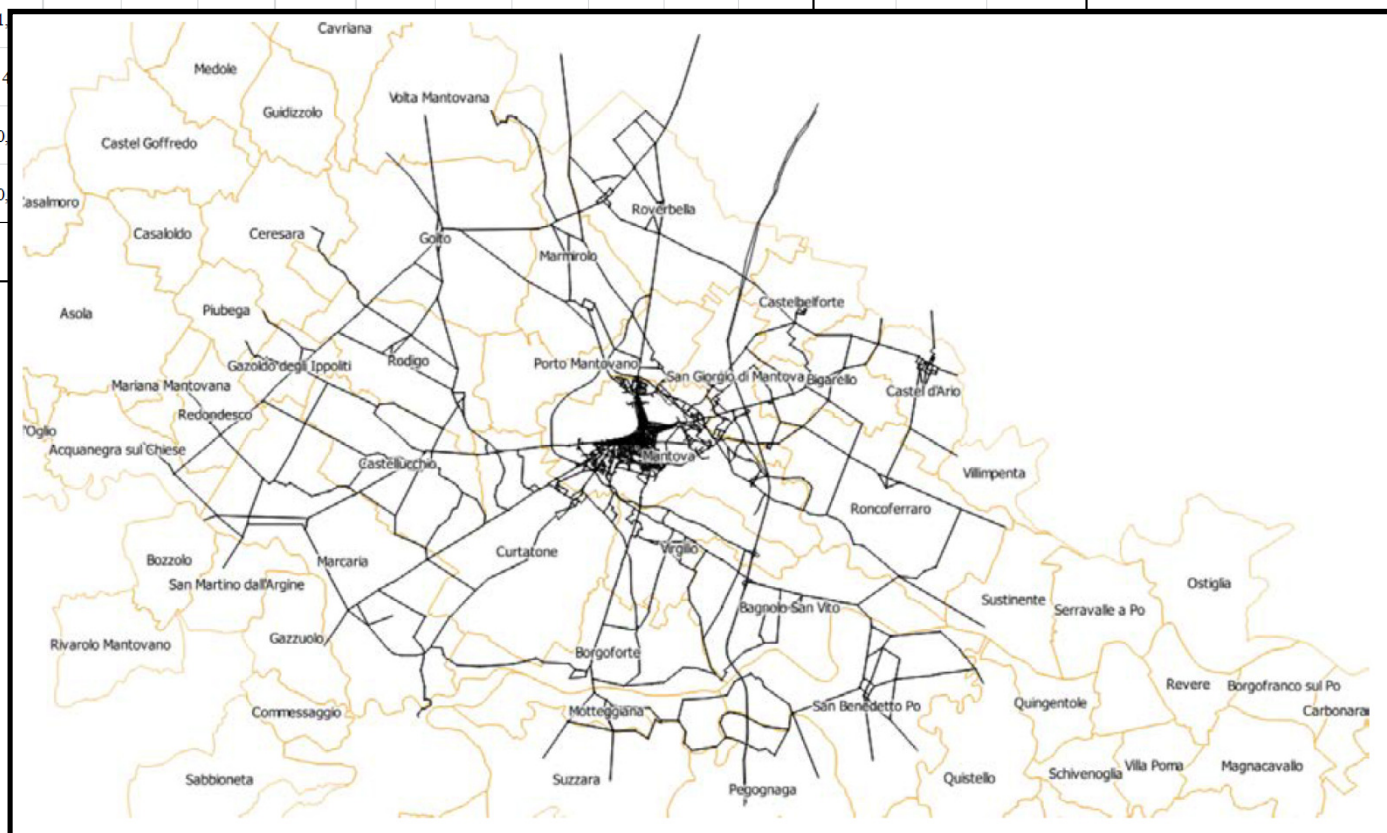 Cavriana
Medole
Volta Mantovana
Guidizzolo
Castel Goffredo
Casalmoro
Roverbella
Casaloldo
Ceresara
Goito
Marmirolo
Castelbelforte
Piubega
Asola
Rodigo
Porto Mantovano
Gazoldo degli Ippoliti
San Giorgio di Mantova
Bigarello
Mariana Mantovana
Castel d'Ario
Redondesco
'Oglio
Acquanegra sul Chiese
Mantova
Castellucchio
Villimpenta
Roncoferraro
Curtatone
Virgilio
Bozzolo
Marcaria
San Martino dall'Argine
Ostiglia
Sustinente
Bagnolo San Vito
Serravalle a Po
Gazzuolo
Rivarolo Mantovano
Borgoforte
Revere
Borgofranco sul Po
Quingentole
San Benedetto Po
Commessaggio
Motteggiana
Carbonara
Villa Poma
Magnacavallo
Schivenoglia
Quistello
Sabbioneta
Suzzara
Pegognaga